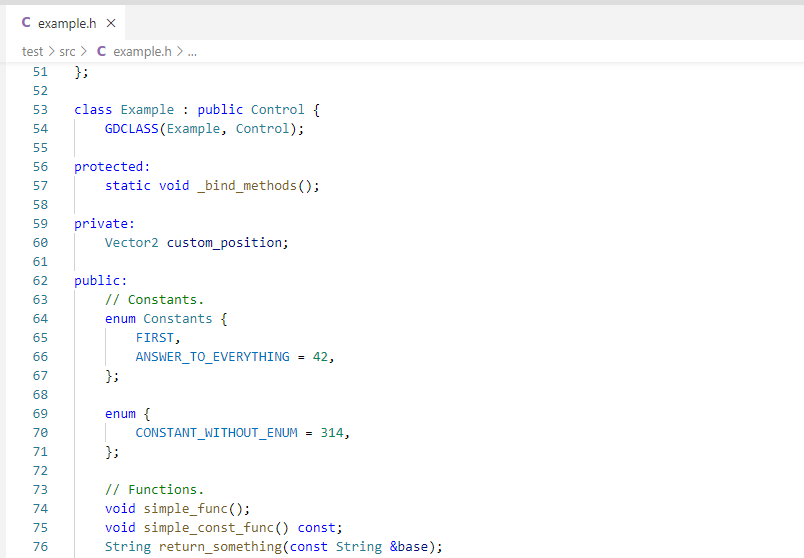 C example.h ×
test > src > C example.h > ...
51 };
52
53 class Example : public Control {
54     GDCLASS(Example, Control);
55
56 protected:
57     static void _bind_methods();
58
59 private:
60     Vector2 custom_position;
61
62 public:
63     // Constants.
64     enum Constants {
65         FIRST,
66         ANSWER_TO_EVERYTHING = 42,
67     };
68
69     enum {
70         CONSTANT_WITHOUT_ENUM = 314,
71     };
72
73     // Functions.
74     void simple_func();
75     void simple_const_func() const;
76     String return_something(const String &base);